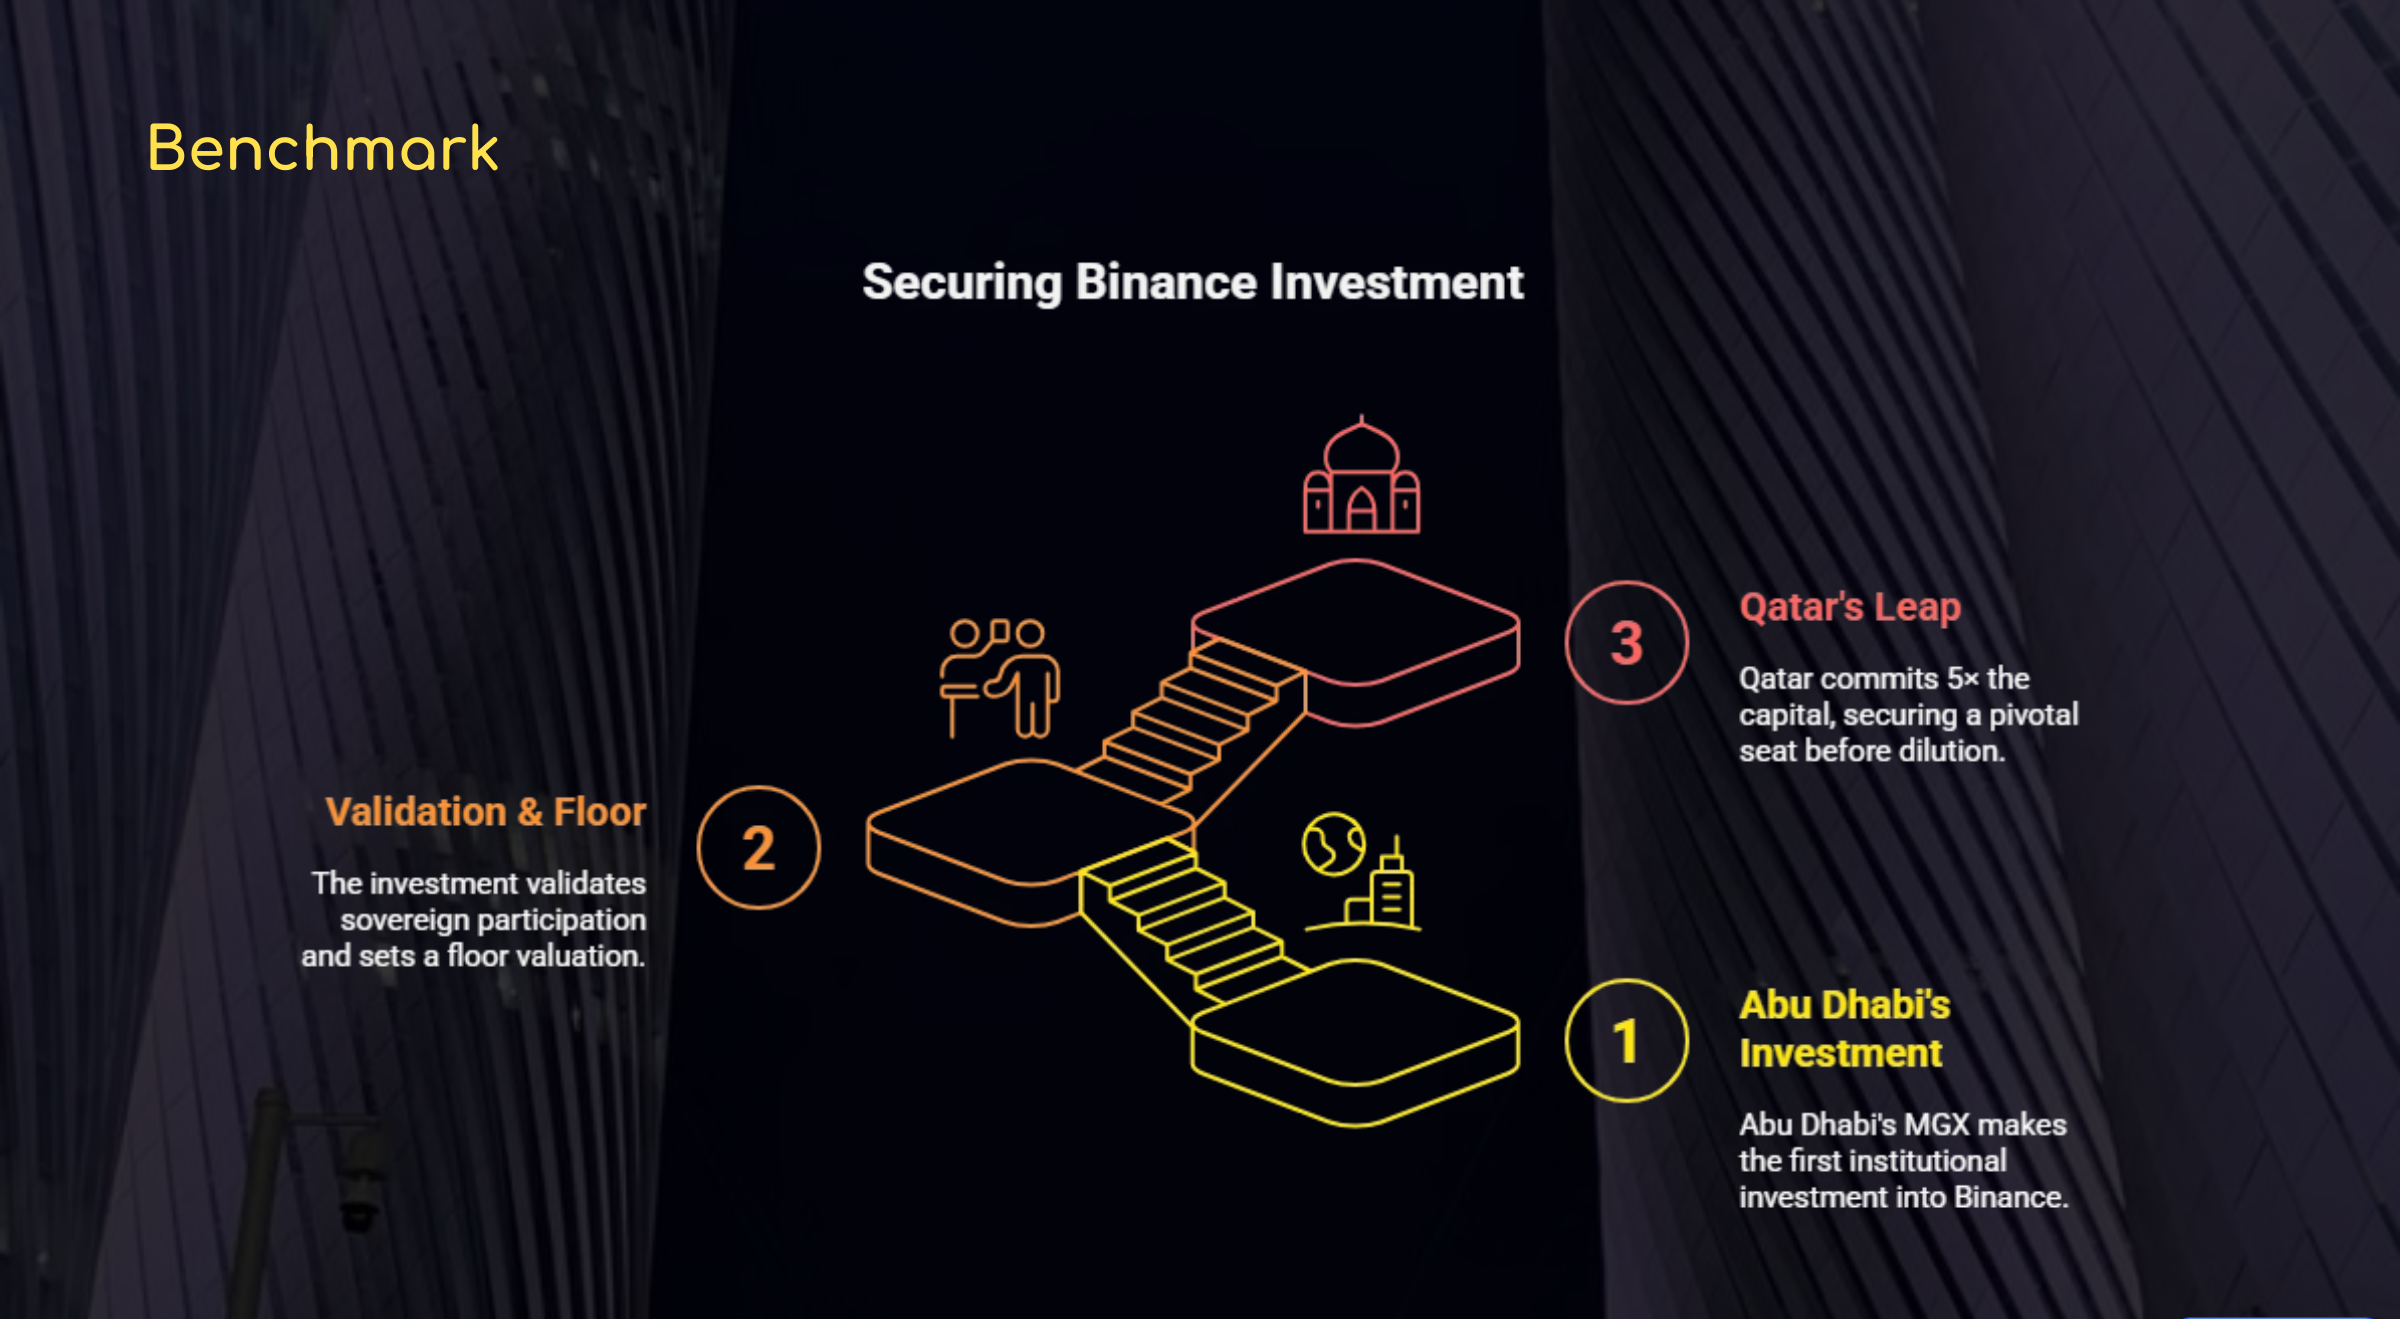 Benchmark
Securing Binance Investment
3
Qatar's Leap
Qatar commits 5× the
capital, securing a pivotal
seat before dilution.
2
Validation & Floor
The investment validates
sovereign participation
and sets a floor valuation.
1
Abu Dhabi's
Investment
Abu Dhabi's MGX makes
the first institutional
investment into Binance.